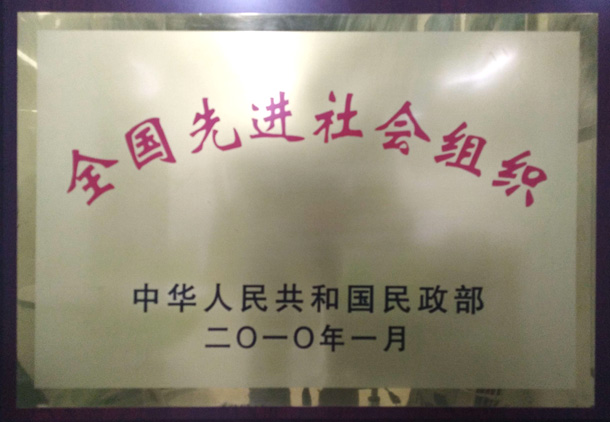 全国先进社会组织
中华人民共和国民政部
二〇一〇年一月